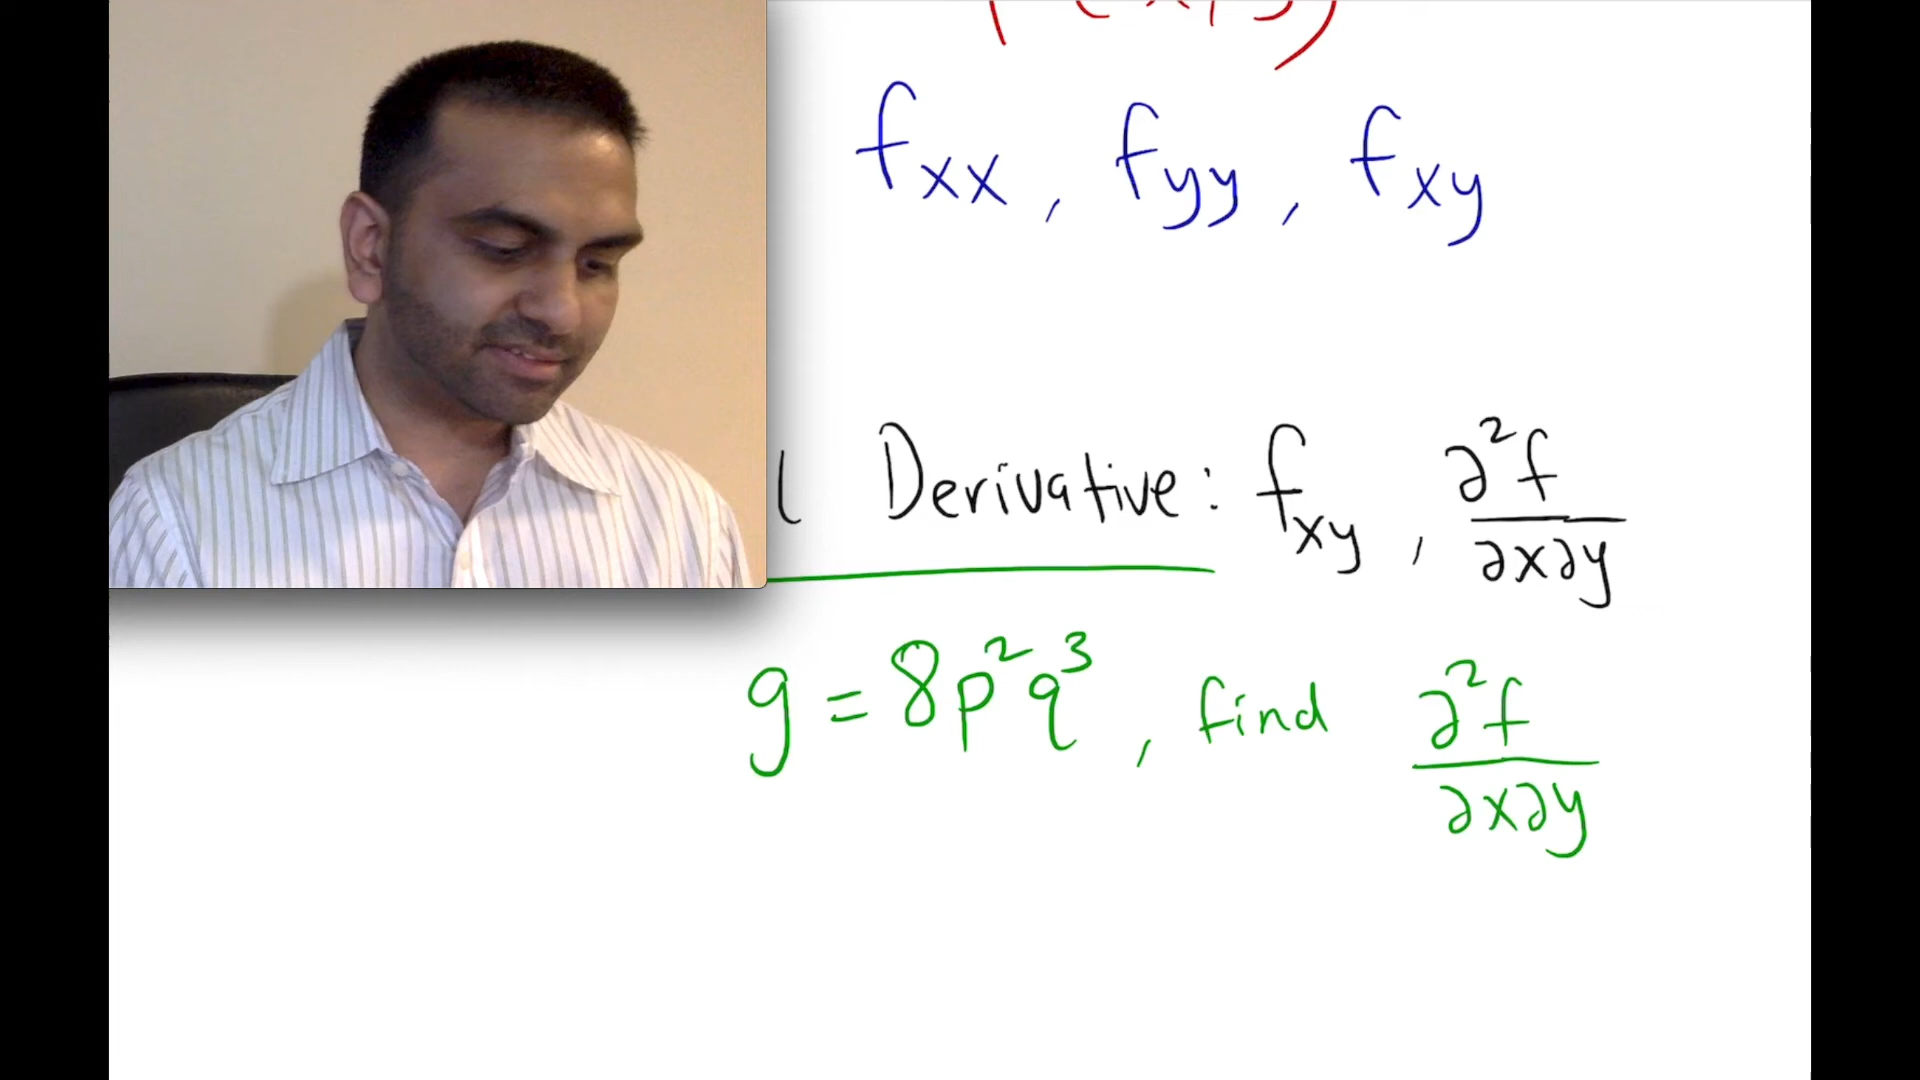 f_xx , f_yy , f_xy
Derivative: f_xy , ∂²f/∂x∂y
g = 8p²q³ , find ∂²f/∂x∂y